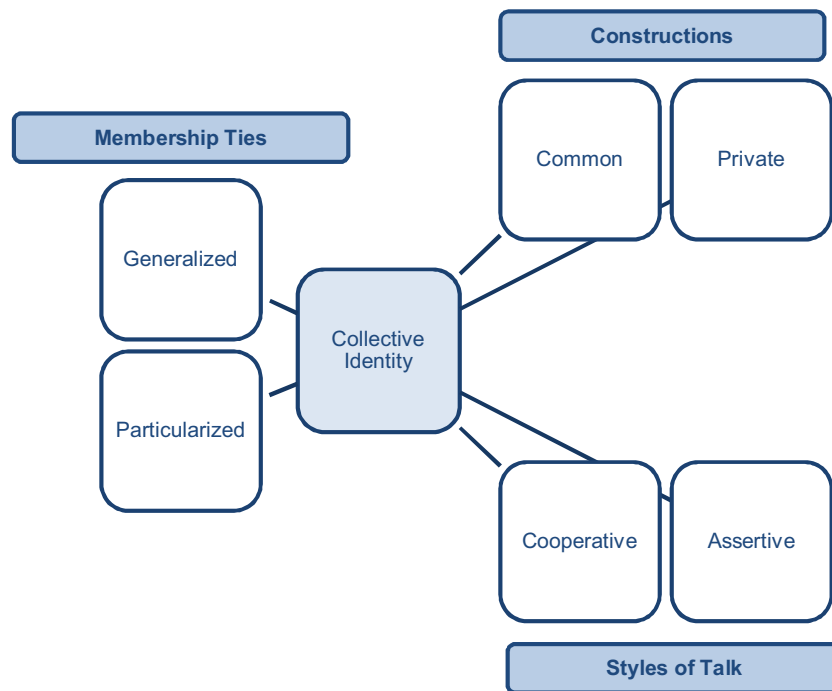 Constructions
Membership Ties
Common
Private
Generalized
Collective
Identity
Particularized
Cooperative
Assertive
Styles of Talk